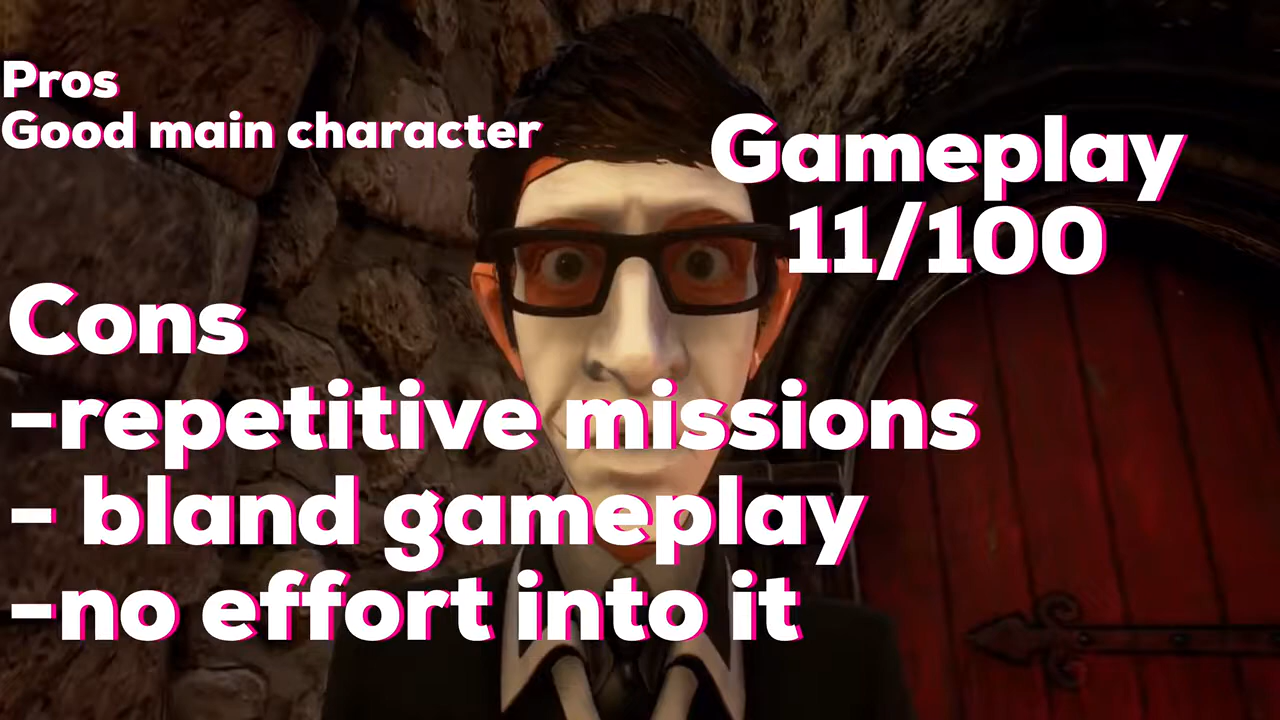 Pros
Good main character
Gameplay
11/100
Cons
-repetitive missions
- bland gameplay
-no effort into it